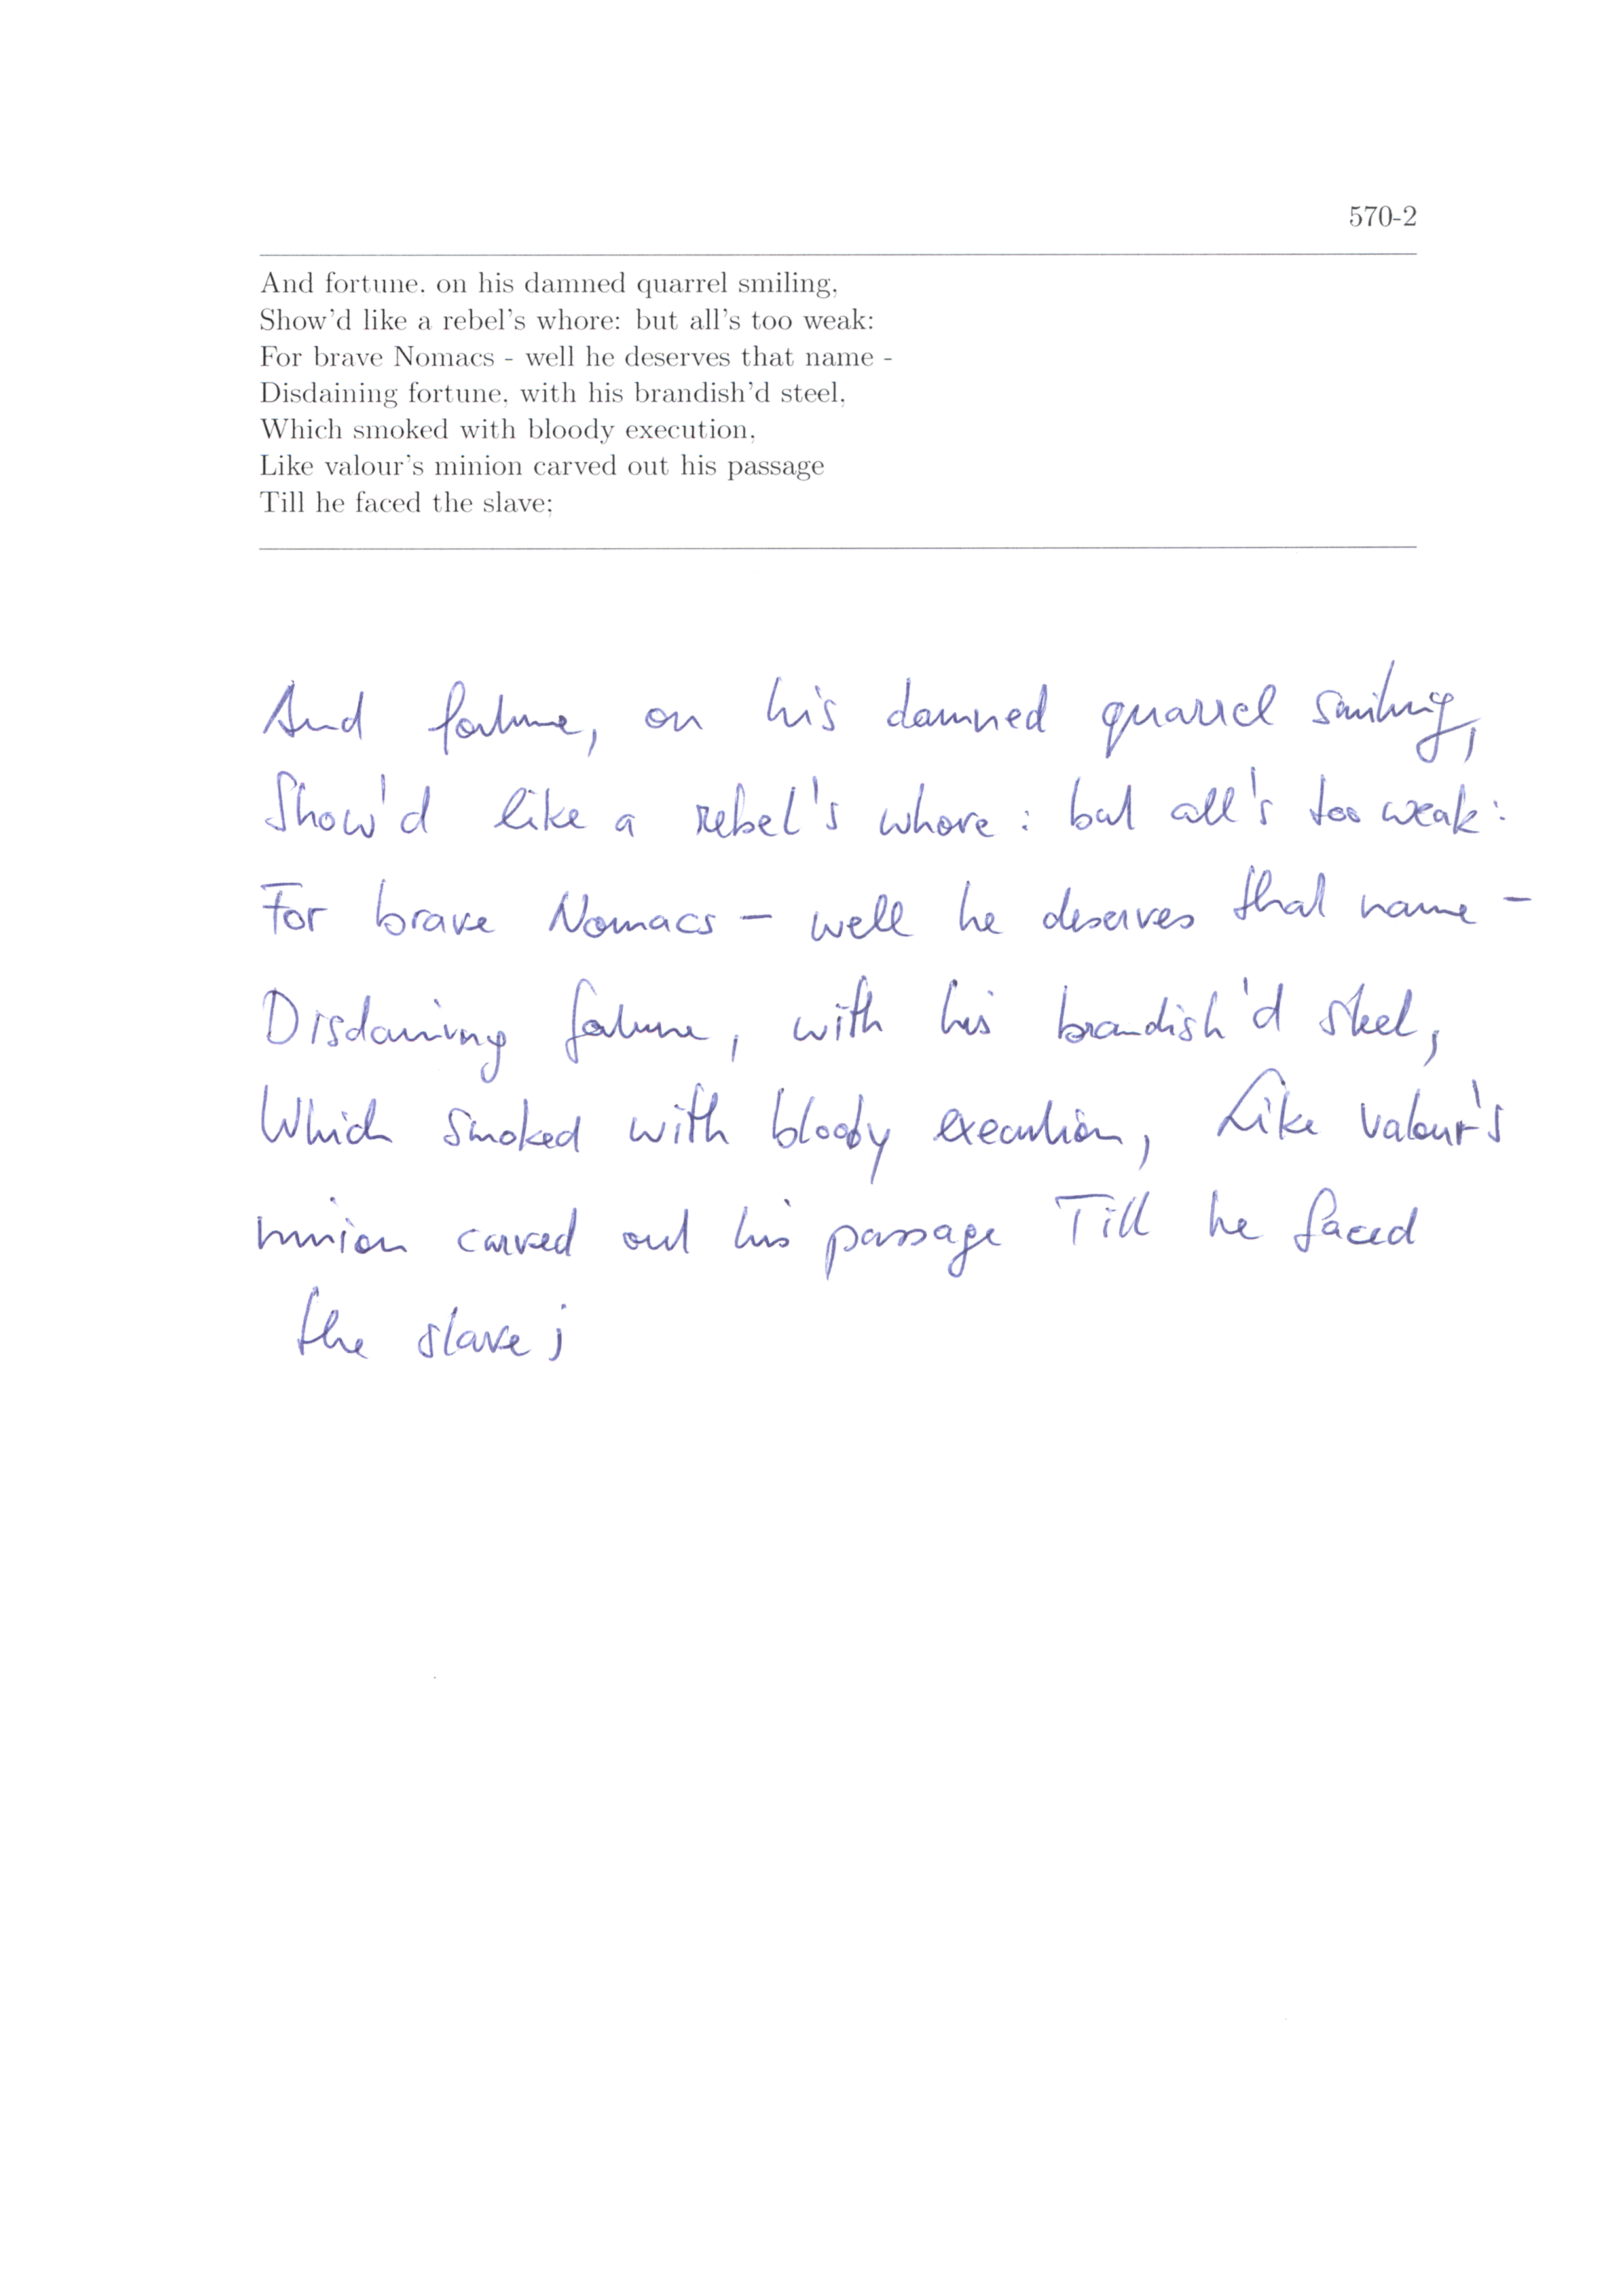 570-2
And fortune, on his damned quarrel smiling,
Show'd like a rebel's whore: but all's too weak:
For brave Nomacs - well he deserves that name -
Disdaining fortune, with his brandish'd steel,
Which smoked with bloody execution,
Like valour's minion carved out his passage
Till he faced the slave;
And fortune, on his damned quarrel smiling,
Show'd like a rebel's whore : but all's too weak:
For brave Nomacs - well he deserves that name -
Disdaining fortune, with his brandish'd steel,
Which smoked with bloody execution, Like valour's
minion carved out his passage Till he faced
the slave;